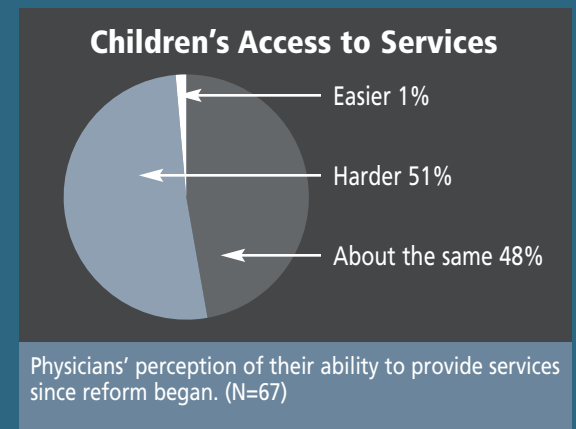 Children's Access to Services
Easier 1%
Harder 51%
About the same 48%
Physicians' perception of their ability to provide services
since reform began. (N=67)